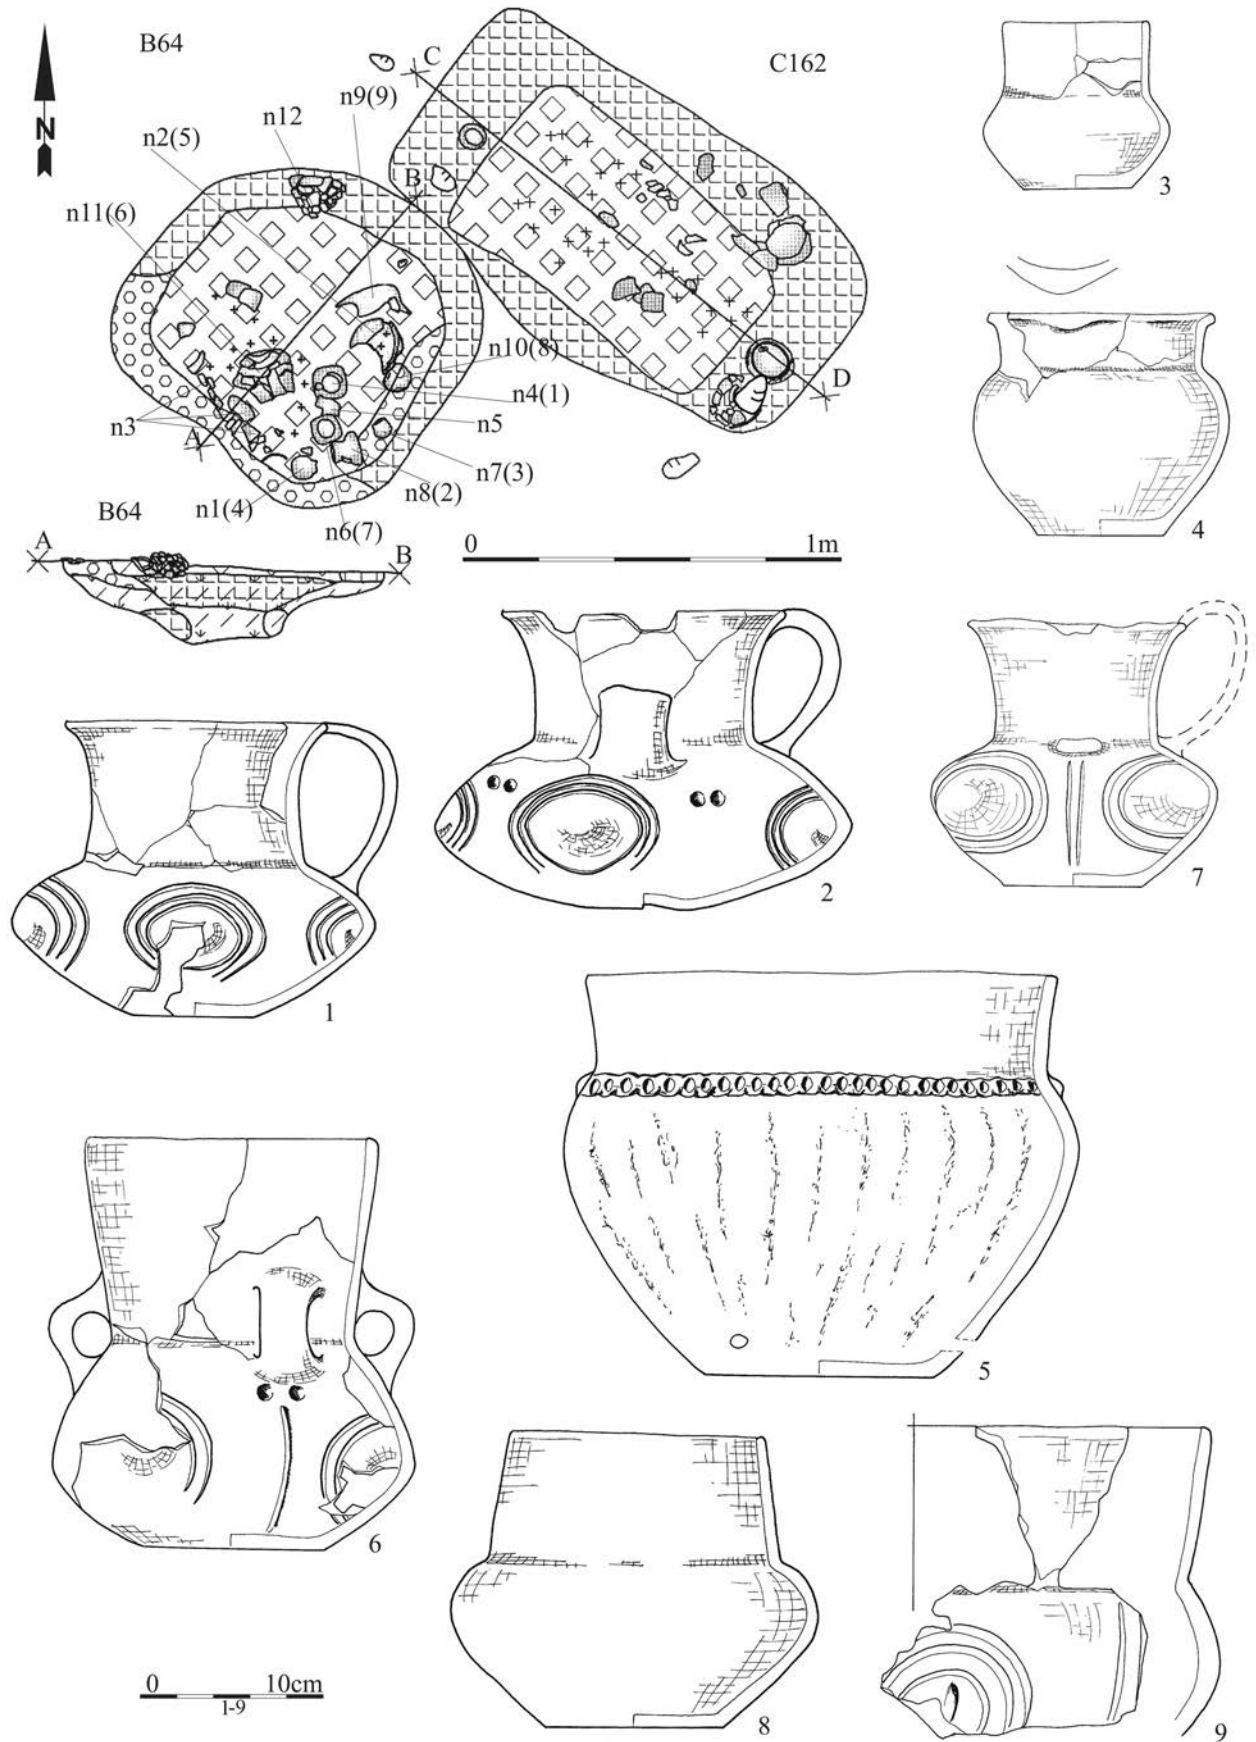 B64
C162
N
C
n9(9)
n12
n2(5)
B
n11(6)
3
n10(8)
n4(1)
D
n3
n5
A
n7(3)
n8(2)
n1(4)
n6(7)
4
B64
A
B
0 1m
2
7
1
5
6
8
9
0 10cm
1-9